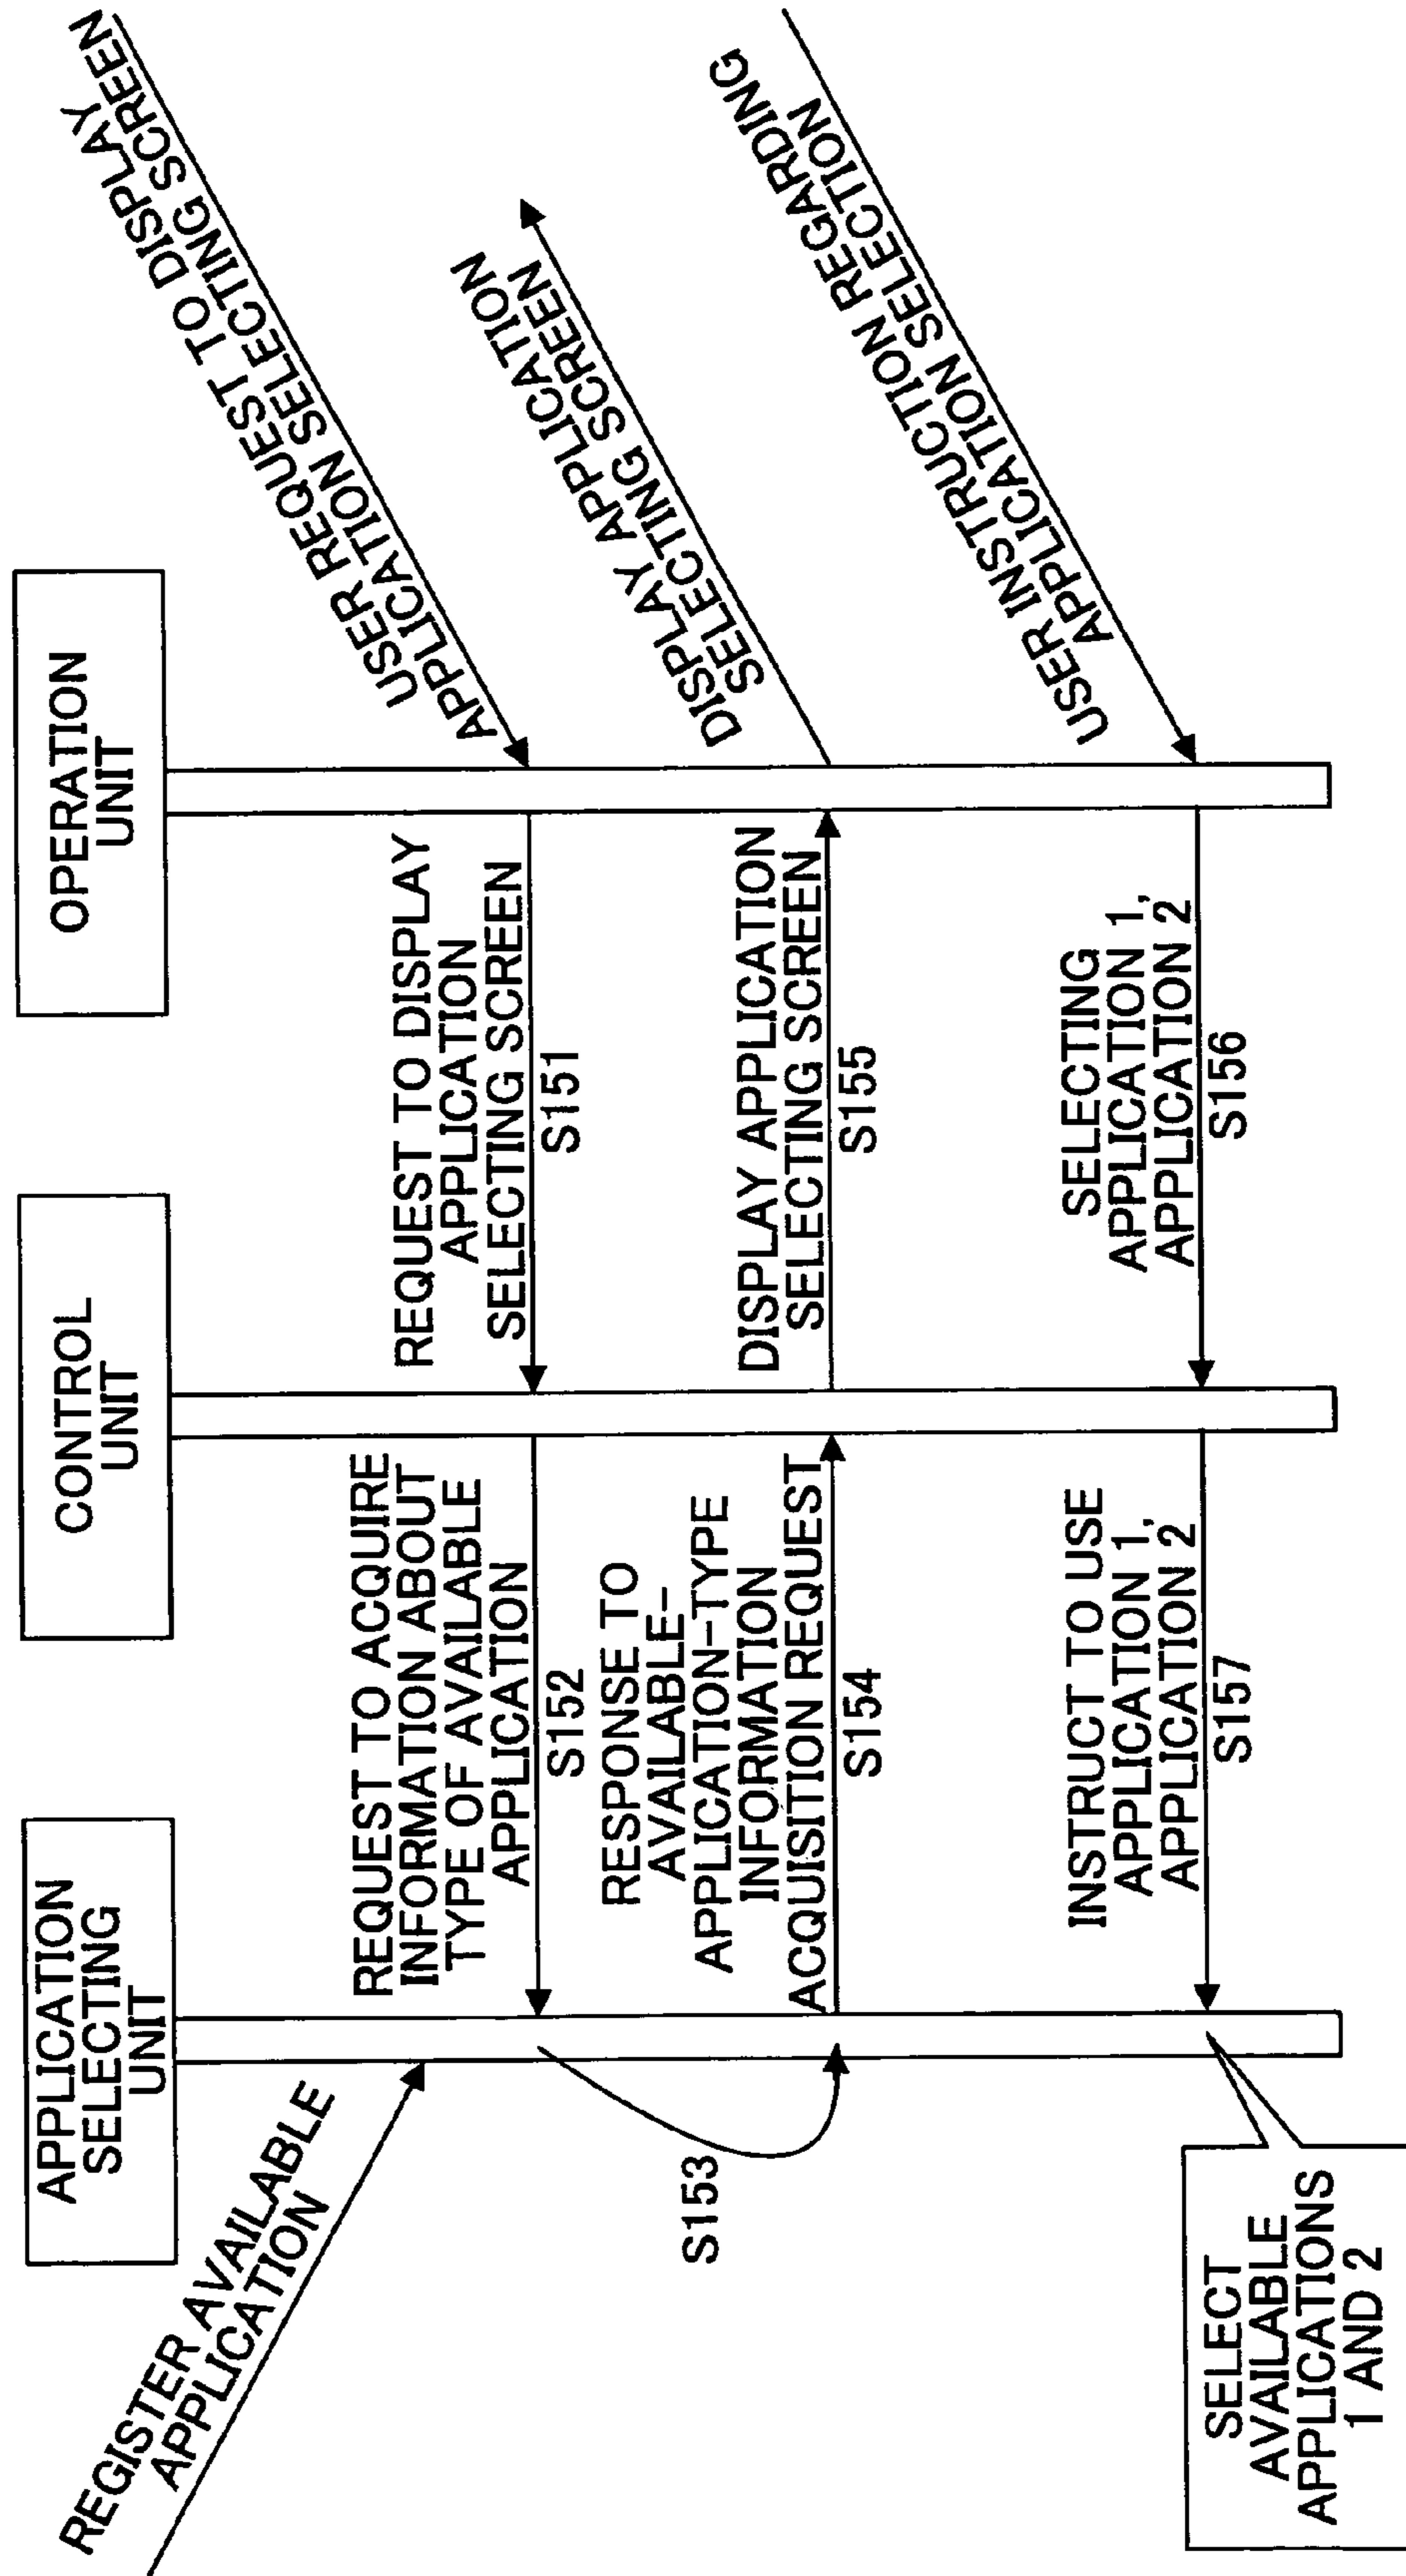 APPLICATION
SELECTING
UNIT
CONTROL
UNIT
OPERATION
UNIT
REGISTER AVAILABLE
APPLICATION
USER REQUEST TO DISPLAY
APPLICATION SELECTING SCREEN
REQUEST TO DISPLAY
APPLICATION
SELECTING SCREEN
S151
REQUEST TO ACQUIRE
INFORMATION ABOUT
TYPE OF AVAILABLE
APPLICATION
S152
S153
RESPONSE TO
AVAILABLE-
APPLICATION-TYPE
INFORMATION
ACQUISITION REQUEST
S154
DISPLAY APPLICATION
SELECTING SCREEN
S155
DISPLAY APPLICATION
SELECTING SCREEN
USER INSTRUCTION REGARDING
APPLICATION SELECTION
SELECTING
APPLICATION 1,
APPLICATION 2
S156
INSTRUCT TO USE
APPLICATION 1,
APPLICATION 2
S157
SELECT
AVAILABLE
APPLICATIONS
1 AND 2